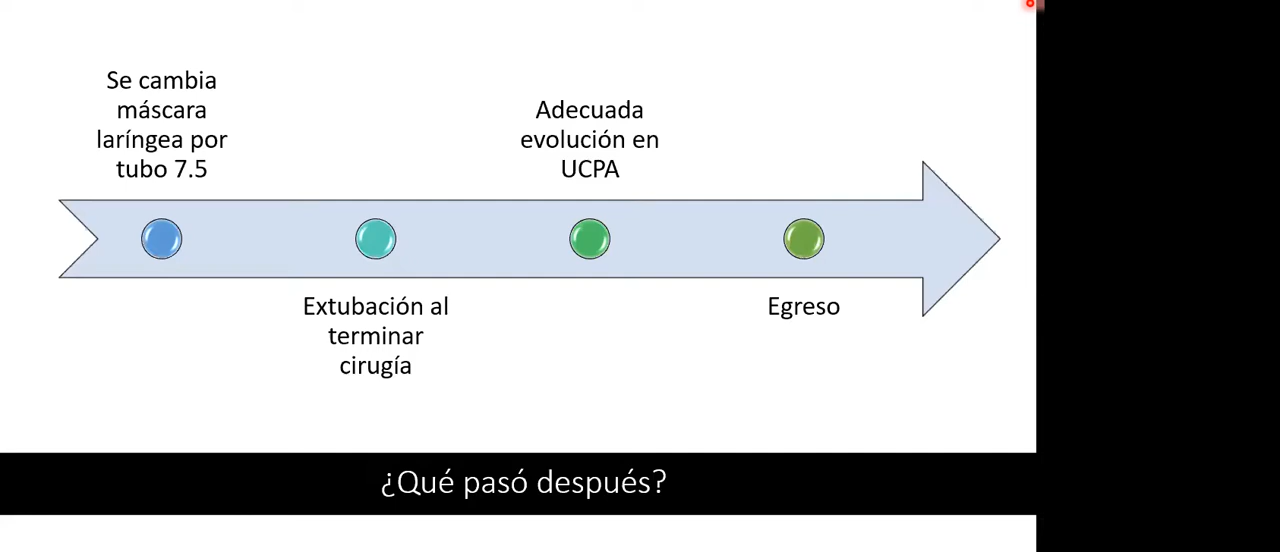 Se cambia
máscara
laríngea por
tubo 7.5
Extubación al
terminar
cirugía
Adecuada
evolución en
UCPA
Egreso
¿Qué pasó después?